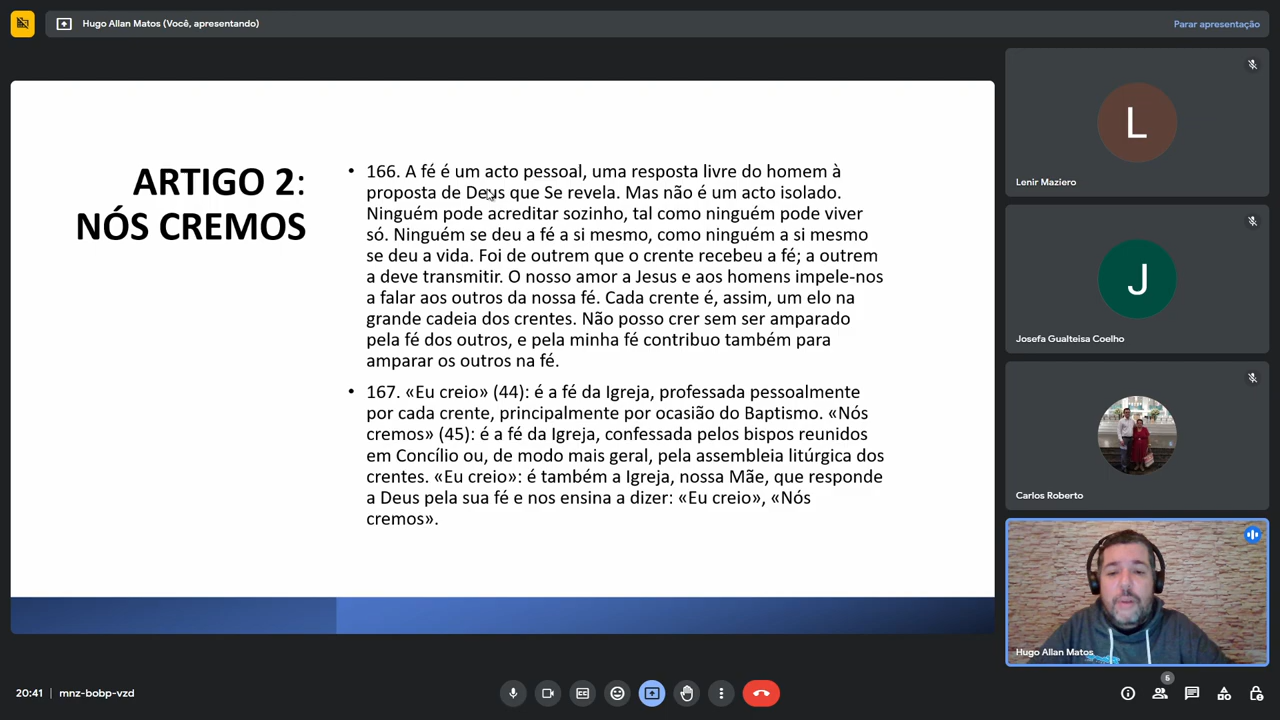 Hugo Allan Matos (Você, apresentando)
Parar apresentação
ARTIGO 2:
NÓS CREMOS
• 166. A fé é um acto pessoal, uma resposta livre do homem à
proposta de Deus que Se revela. Mas não é um acto isolado.
Ninguém pode acreditar sozinho, tal como ninguém pode viver
só. Ninguém se deu a fé a si mesmo, como ninguém a si mesmo
se deu a vida. Foi de outrem que o crente recebeu a fé; a outrem
a deve transmitir. O nosso amor a Jesus e aos homens impele-nos
a falar aos outros da nossa fé. Cada crente é, assim, um elo na
grande cadeia dos crentes. Não posso crer sem ser amparado
pela fé dos outros, e pela minha fé contribuo também para
amparar os outros na fé.
• 167. «Eu creio» (44): é a fé da Igreja, professada pessoalmente
por cada crente, principalmente por ocasião do Baptismo. «Nós
cremos» (45): é a fé da Igreja, confessada pelos bispos reunidos
em Concílio ou, de modo mais geral, pela assembleia litúrgica dos
crentes. «Eu creio»: é também a Igreja, nossa Mãe, que responde
a Deus pela sua fé e nos ensina a dizer: «Eu creio», «Nós
cremos».
L
Lenir Maziero
J
Josefa Gualteisa Coelho
Carlos Roberto
Hugo Allan Matos
20:41 | mnz-bobp-vzd
6